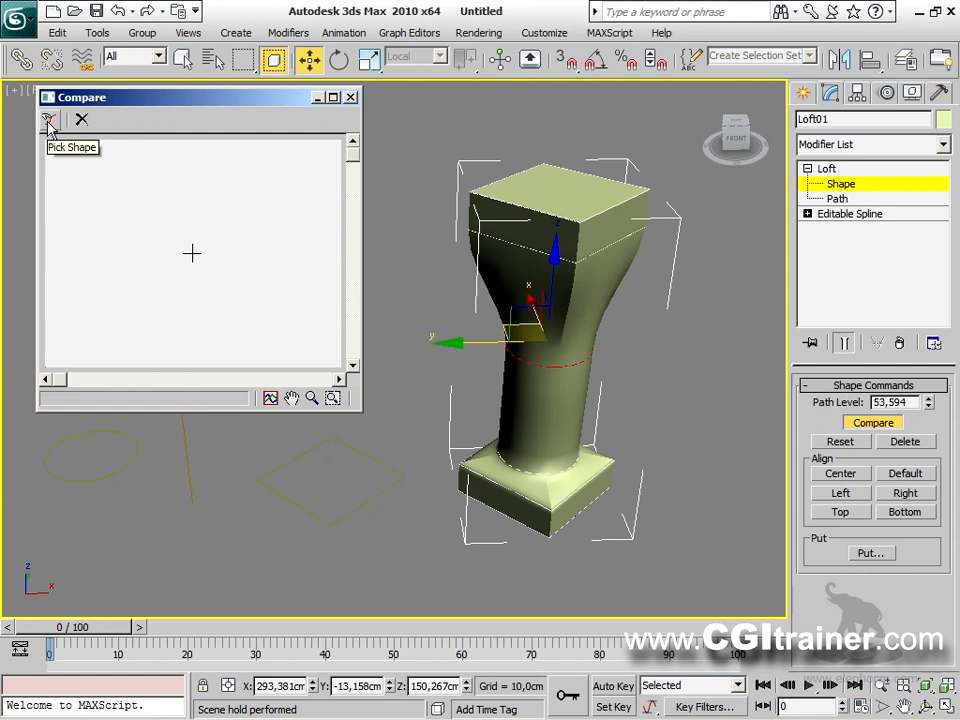 Autodesk 3ds Max 2010 x64 Untitled
Type a keyword or phrase
Edit Tools Group Views Create Modifiers Animation Graph Editors Rendering Customize MAXScript Help
All
Local
3
Create Selection Set
Compare
Pick Shape
FRONT
z
x
y
z
y
x
Loft01
Modifier List
Loft
Shape
Path
Editable Spline
Shape Commands
Path Level: 53,594
Compare
Reset Delete
Align
Center Default
Left Right
Top Bottom
Put
Put...
www.CGItrainer.com
0 / 100
0 10 20 30 40 50 60 70 80 90 100
X: 293,381cm Y: -13,158cm Z: 150,267cm Grid = 10,0cm
Auto Key Selected
Welcome to MAXScript.
Scene hold performed
Add Time Tag
Set Key Key Filters...
0